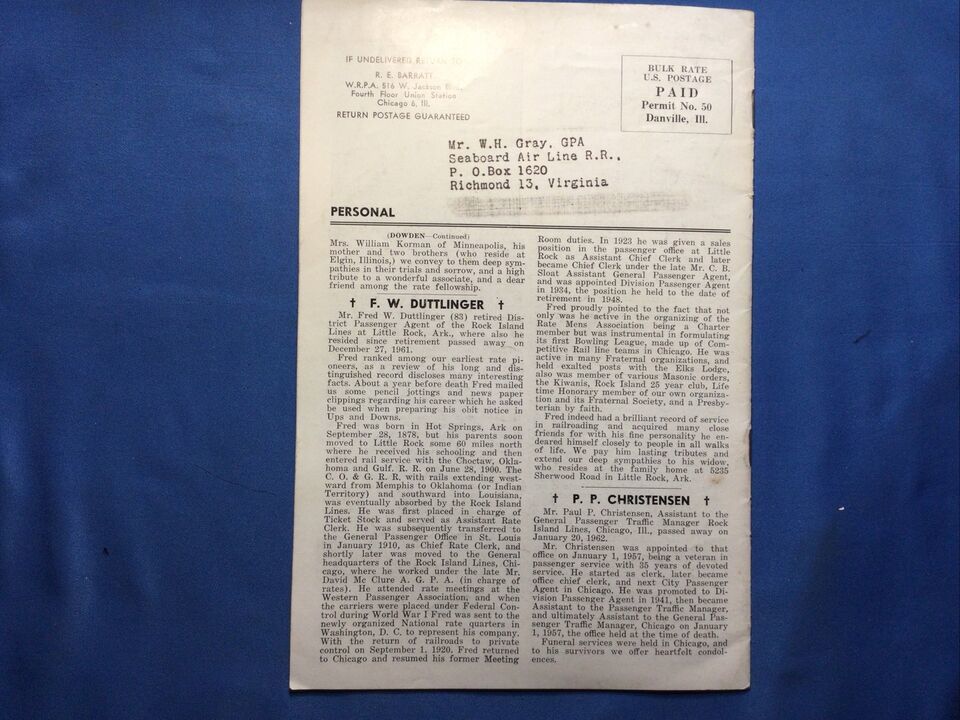 IF UNDELIVERED RETURN TO
R. E. BARRATT
W.R.P.A. 516 W. Jackson
Fourth Floor Union Station
Chicago 6, Ill.
RETURN POSTAGE GUARANTEED
BULK RATE
U.S. POSTAGE
PAID
Permit No. 50
Danville, Ill.
Mr. W.H. Gray, GPA
Seaboard Air Line R.R.,
P. O.Box 1620
Richmond 13, Virginia
PERSONAL
(DOWDEN—Continued)
Mrs. William Korman of Minneapolis, his
mother and two brothers (who reside at
Elgin, Illinois,) we convey to them deep sym-
pathies in their trials and sorrow, and a high
tribute to a wonderful associate, and a dear
friend among the rate fellowship.
† F. W. DUTTLINGER †
Mr. Fred W. Duttlinger (83) retired Dis-
trict Passenger Agent of the Rock Island
Lines at Little Rock, Ark., where also he
resided since retirement passed away on
December 27, 1961.
Fred ranked among our earliest rate pi-
oneers, as a review of his long and dis-
tinguished record discloses many interesting
facts. About a year before death Fred mailed
us some pencil jottings and news paper
clippings regarding his career which he asked
be used when preparing his obit notice in
Ups and Downs.
Fred was born in Hot Springs, Ark on
September 28, 1878, but his parents soon
moved to Little Rock some 60 miles north
where he received his schooling and then
entered rail service with the Choctaw, Okla-
homa and Gulf. R. R. on June 28, 1900. The
C. O. & G. R. R. with rails extending west-
ward from Memphis to Oklahoma (or Indian
Territory) and southward into Louisiana,
was eventually absorbed by the Rock Island
Lines. He was first placed in charge of
Ticket Stock and served as Assistant Rate
Clerk. He was subsequently transferred to
the General Passenger Office in St. Louis
in January 1910, as Chief Rate Clerk, and
shortly later was moved to the General
headquarters of the Rock Island Lines, Chi-
cago, where he worked under the late Mr.
David Mc Clure A. G. P. A. (in charge of
rates). He attended rate meetings at the
Western Passenger Association, and when
the carriers were placed under Federal Con-
trol during World War I Fred was sent to the
newly organized National rate quarters in
Washington, D. C. to represent his company.
With the return of railroads to private
control on September 1, 1920, Fred returned
to Chicago and resumed his former Meeting
Room duties. In 1923 he was given a sales
position in the passenger office at Little
Rock as Assistant Chief Clerk and later
became Chief Clerk under the late Mr. C. B.
Sloat Assistant General Passenger Agent,
and was appointed Division Passenger Agent
in 1934, the position he held to the date of
retirement in 1948.
Fred proudly pointed to the fact that not
only was he active in the organizing of the
Rate Mens Association being a Charter
member but was instrumental in formulating
its first Bowling League, made up of Com-
petitive Rail line teams in Chicago. He was
active in many Fraternal organizations, and
held exalted posts with the Elks Lodge,
also was member of various Masonic orders,
the Kiwanis, Rock Island 25 year club, Life
time Honorary member of our own organiza-
tion and its Fraternal Society, and a Presby-
terian by faith.
Fred indeed had a brilliant record of service
in railroading and acquired many close
friends for with his fine personality he en-
deared himself closely to people in all walks
of life. We pay him lasting tributes and
extend our deep sympathies to his widow,
who resides at the family home at 5235
Sherwood Road in Little Rock, Ark.
† P. P. CHRISTENSEN †
Mr. Paul P. Christensen, Assistant to the
General Passenger Traffic Manager Rock
Island Lines, Chicago, Ill., passed away on
January 20, 1962.
Mr. Christensen was appointed to that
office on January 1, 1957, being a veteran in
passenger service with 35 years of devoted
service. He started as clerk, later became
office chief clerk, and next City Passenger
Agent in Chicago. He was promoted to Di-
vision Passenger Agent in 1941, then became
Assistant to the Passenger Traffic Manager,
and ultimately Assistant to the General Pas-
senger Traffic Manager, Chicago on January
1, 1957, the office held at the time of death.
Funeral services were held in Chicago, and
to his survivors we offer heartfelt condol-
ences.